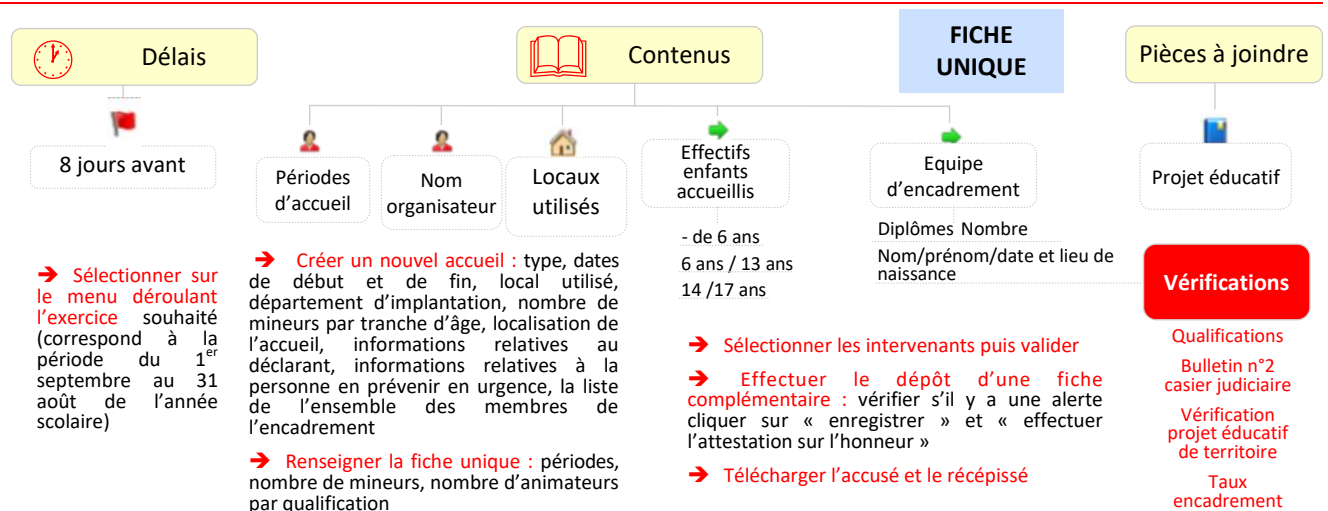 Délais
8 jours avant
➔ Sélectionner sur
le menu déroulant
l'exercice souhaité
(correspond à la
période du 1er
septembre au 31
août de l'année
scolaire)
Contenus
FICHE
UNIQUE
Périodes
d'accueil
Nom
organisateur
Locaux
utilisés
Effectifs
enfants
accueillis
- de 6 ans
6 ans / 13 ans
14 /17 ans
Equipe
d'encadrement
Diplômes Nombre
Nom/prénom/date et lieu de
naissance
➔ Créer un nouvel accueil : type, dates
de début et de fin, local utilisé,
département d'implantation, nombre de
mineurs par tranche d'âge, localisation de
l'accueil, informations relatives au
déclarant, informations relatives à la
personne en prévenir en urgence, la liste
de l'ensemble des membres de
l'encadrement
➔ Renseigner la fiche unique : périodes,
nombre de mineurs, nombre d'animateurs
par qualification
➔ Sélectionner les intervenants puis valider
➔ Effectuer le dépôt d'une fiche
complémentaire : vérifier s'il y a une alerte
cliquer sur « enregistrer » et « effectuer
l'attestation sur l'honneur »
➔ Télécharger l'accusé et le récépissé
Pièces à joindre
Projet éducatif
Vérifications
Qualifications
Bulletin n°2
casier judiciaire
Vérification
projet éducatif
de territoire
Taux
encadrement